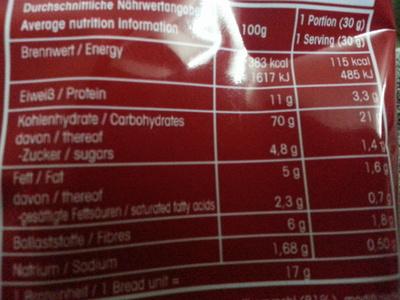 Durchschnittliche Nährwertangabe
Average nutrition Information 100g 1 Portion (30 g)
1 Serving (30 g)
Brennwert / Energy 383 kcal 115 kcal
1617 kJ 485 kJ
Eiweiß / Protein 11 g 3,3 g
Kohlenhydrate / Carbohydrates 70 g 21
davon / thereof
-Zucker / sugars 4,8 g 1,4 g
Fett / Fat 5 g 1,6 g
davon / thereof
-gesättigte Fettsäuren / saturated fatty acids 2,3 g 0,7 g
Ballaststoffe / Fibres 6 g 1,8 g
Natrium / Sodium 1,68 g 0,50
1 Broteinheit / 1 Bread unit = 17 g